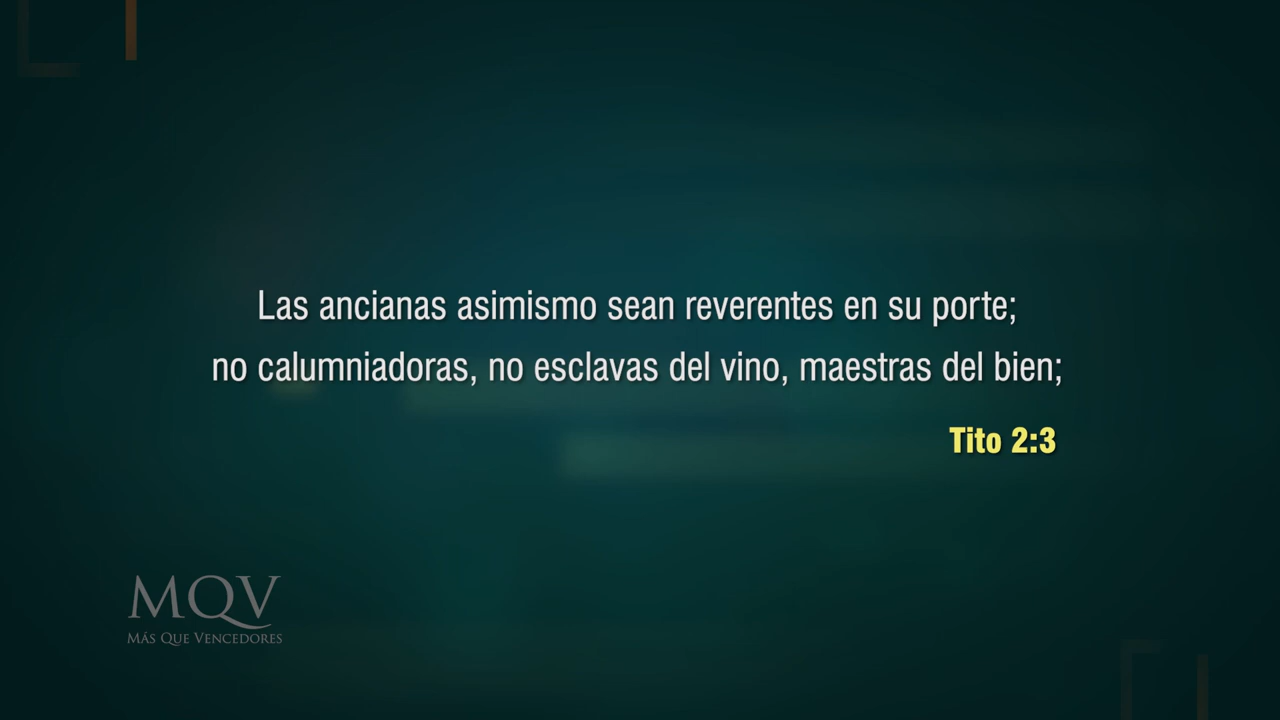 Las ancianas asimismo sean reverentes en su porte;
no calumniadoras, no esclavas del vino, maestras del bien;
Tito 2:3
MQV
MÁS QUE VENCEDORES